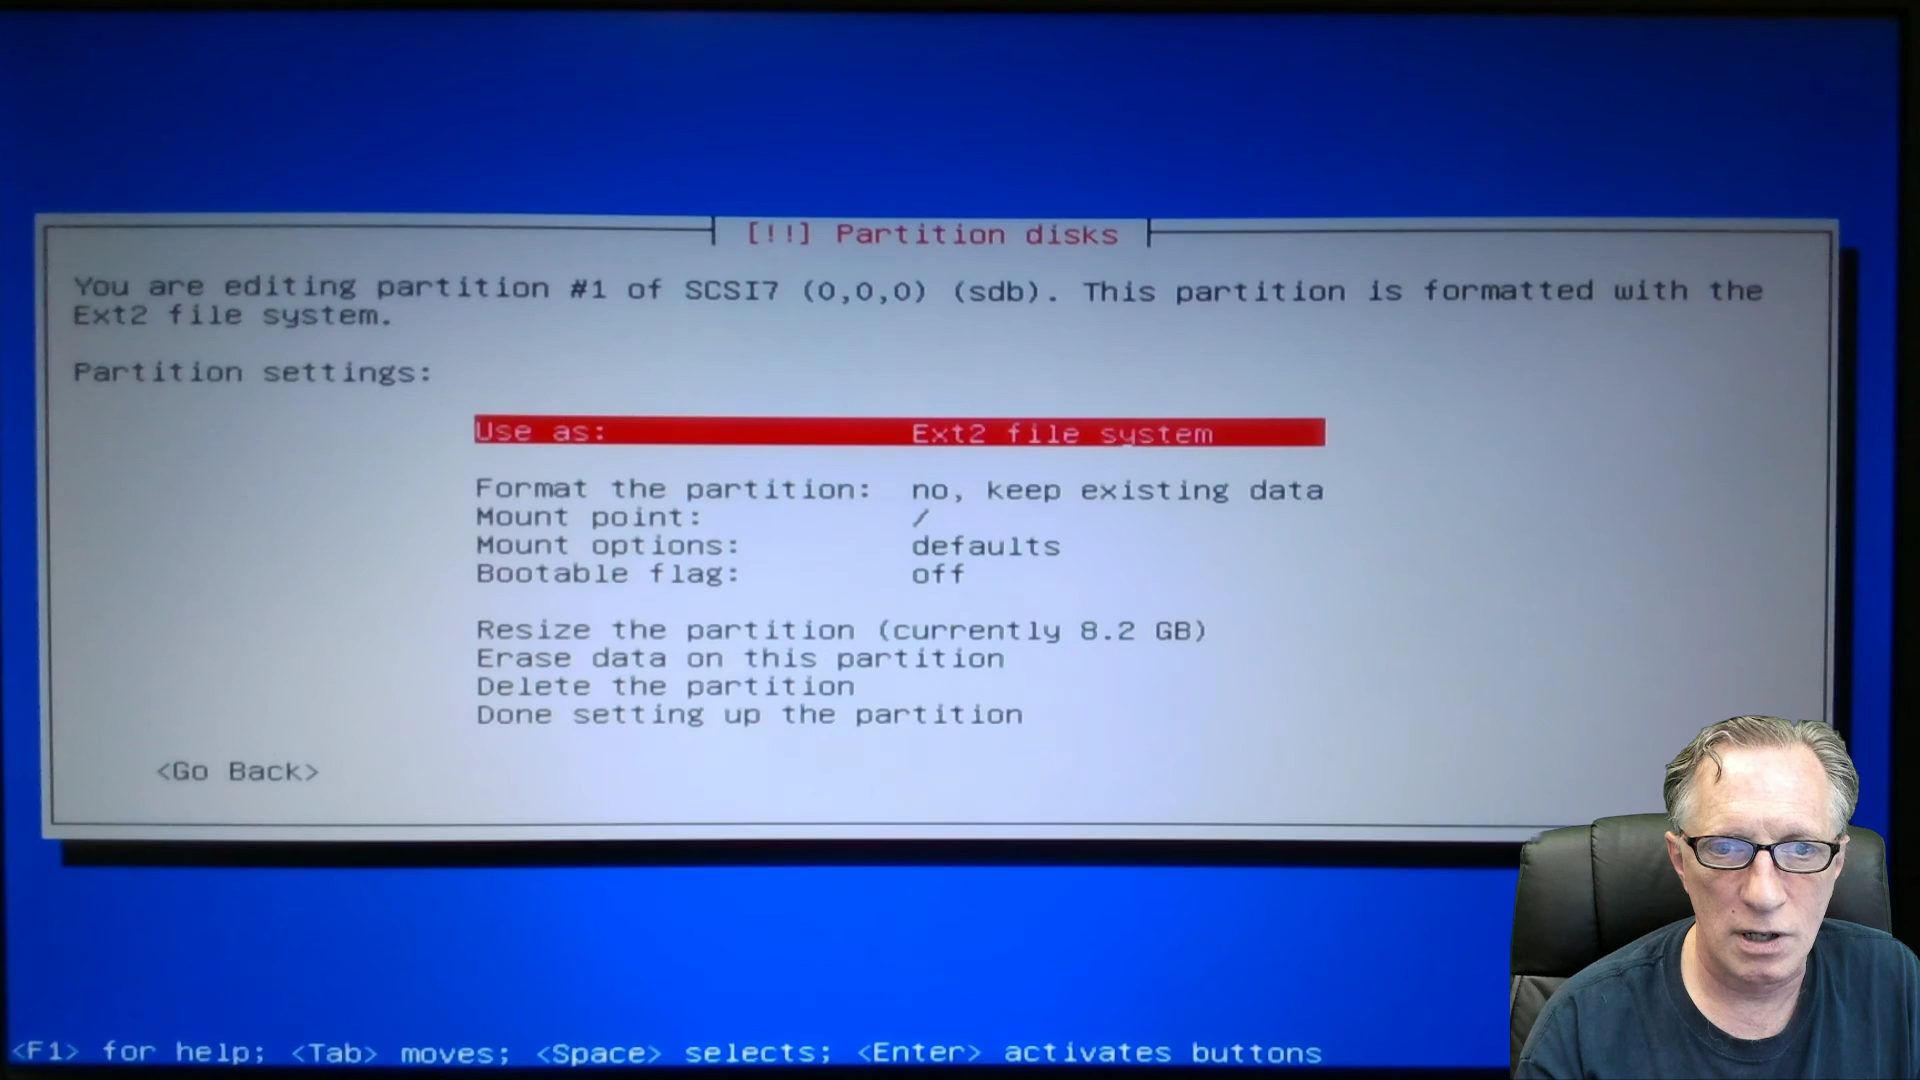 [!!] Partition disks
You are editing partition #1 of SCSI7 (0,0,0) (sdb). This partition is formatted with the
Ext2 file system.
Partition settings:
Use as: Ext2 file system
Format the partition: no, keep existing data
Mount point: /
Mount options: defaults
Bootable flag: off
Resize the partition (currently 8.2 GB)
Erase data on this partition
Delete the partition
Done setting up the partition
<Go Back>
<F1> for help; <Tab> moves; <Space> selects; <Enter> activates buttons